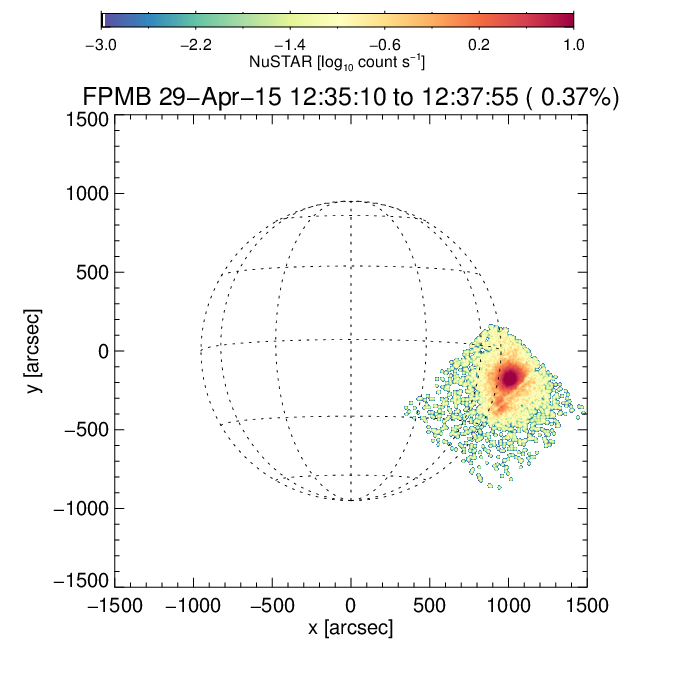 −3.0 −2.2 −1.4 −0.6 0.2 1.0
NuSTAR [log₁₀ count s⁻¹]
FPMB 29−Apr−15 12:35:10 to 12:37:55 ( 0.37%)
1500
1000
500
0
−500
−1000
−1500
y [arcsec]
−1500 −1000 −500 0 500 1000 1500
x [arcsec]